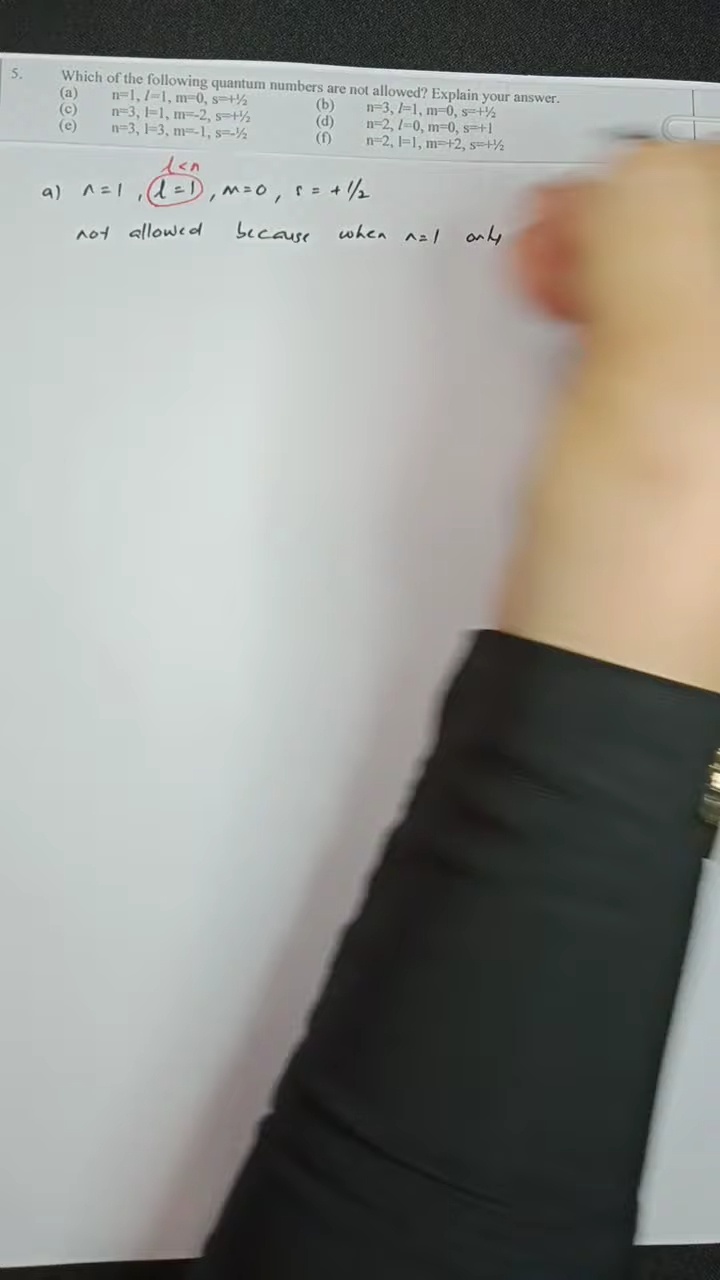 5. Which of the following quantum numbers are not allowed? Explain your answer.
(a) n=1, l=1, m=0, s=+½ (b) n=3, l=1, m=0, s=+½
(c) n=3, l=1, m=-2, s=+½ (d) n=2, l=0, m=0, s=+1
(e) n=3, l=3, m=-1, s=-½ (f) n=2, l=1, m=+2, s=+½
l<n
a) n=1, l=1, m=0, s=+1/2
not allowed because when n=1 only